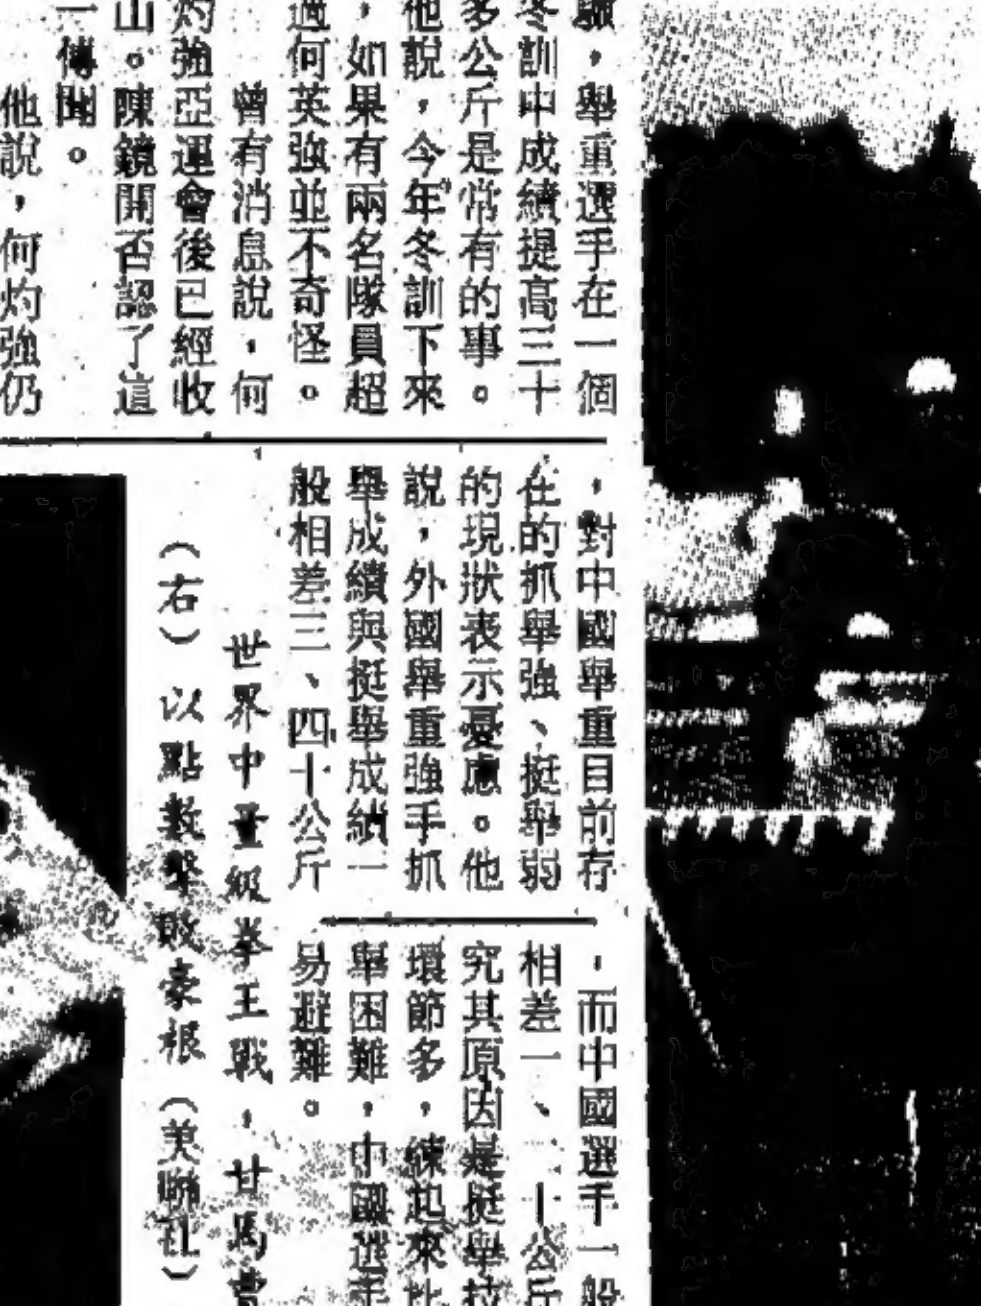 驗，舉重選手在一個
冬訓中成績提高三十
多公斤是常有的事。
他說，今年冬訓下來
，如果有兩名隊員超
過何英強並不奇怪。
曾有消息說，何
灼強亞運會後已經收
山。陳鏡開否認了這
一傳聞。
他說，何灼強仍
，對中國舉重目前存
在的抓舉強、挺舉弱
的現狀表示憂慮。他
說，外國舉重強手抓
舉成績與挺舉成績一
般相差三、四十公斤
，而中國選手一般
相差一、二十公斤
究其原因是挺舉技
環節多，練起來比
舉困難，中國選手
易避難。
世界中量級拳王戰，廿馬
（右）以點數擊敗豪根（美聯社）